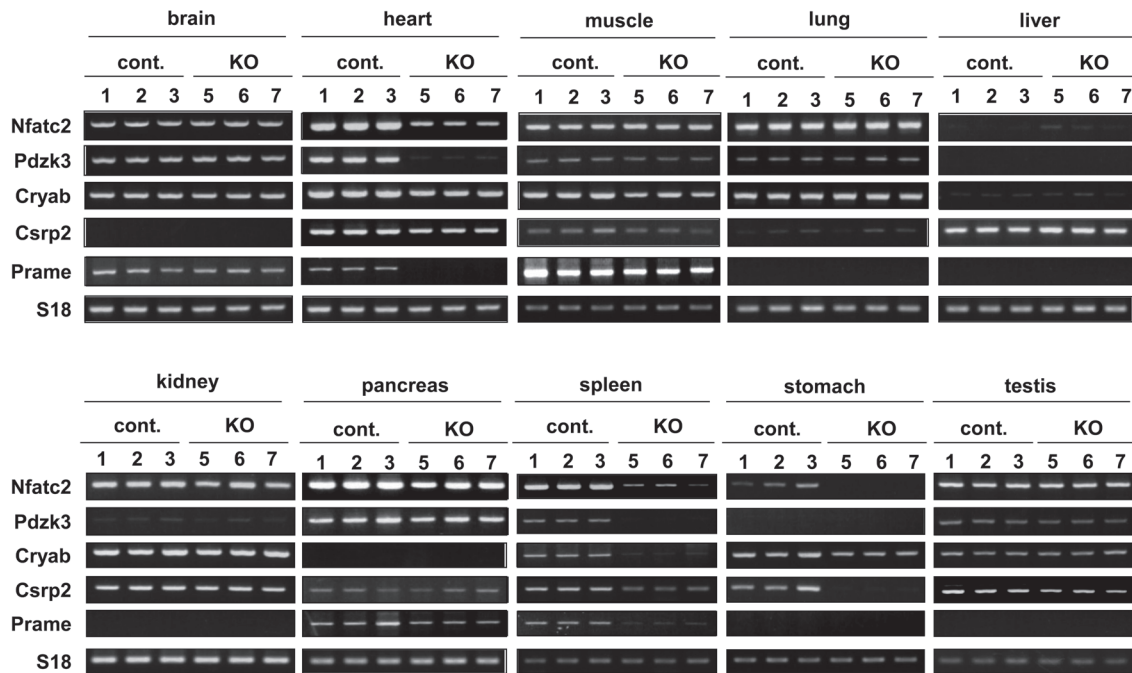 brain heart muscle lung liver
cont. KO cont. KO cont. KO cont. KO cont. KO
1 2 3 5 6 7 1 2 3 5 6 7 1 2 3 5 6 7 1 2 3 5 6 7 1 2 3 5 6 7
Nfatc2
Pdzk3
Cryab
Csrp2
Prame
S18
kidney pancreas spleen stomach testis
cont. KO cont. KO cont. KO cont. KO cont. KO
1 2 3 5 6 7 1 2 3 5 6 7 1 2 3 5 6 7 1 2 3 5 6 7 1 2 3 5 6 7
Nfatc2
Pdzk3
Cryab
Csrp2
Prame
S18